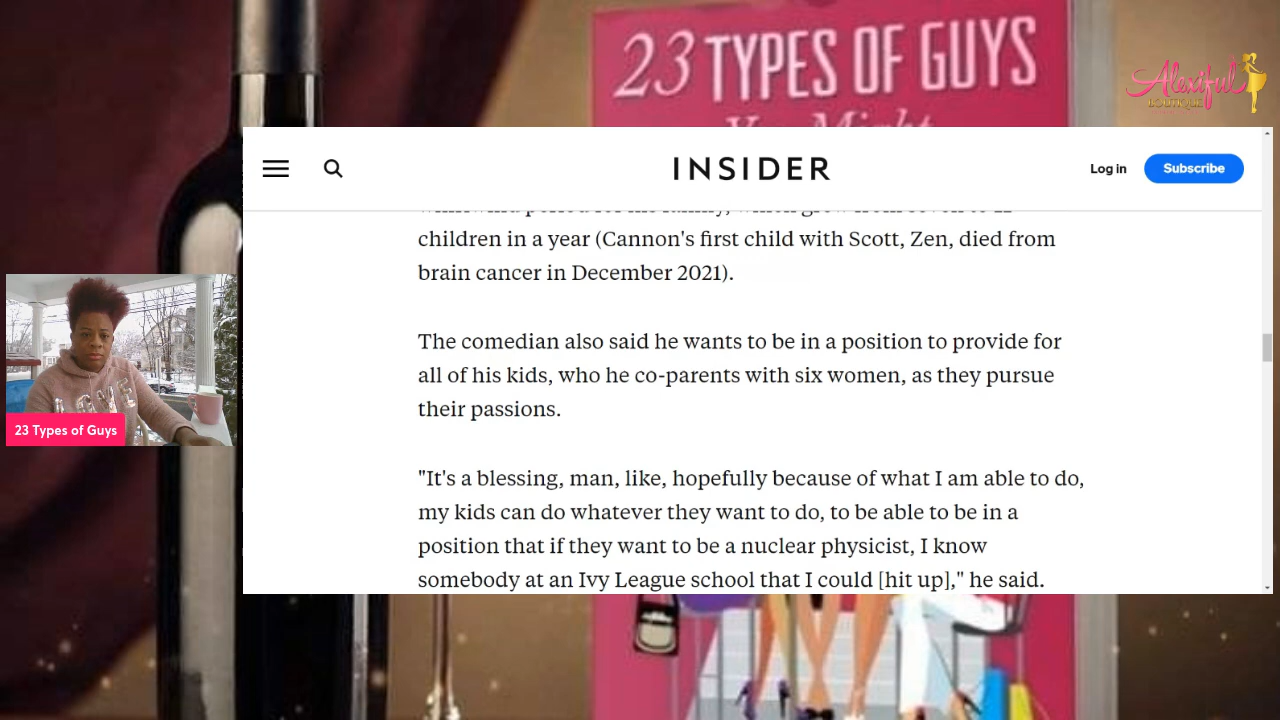 23 TYPES OF GUYS
You Might
Alexiful
BOUTIQUE
INSIDER
Log in
Subscribe
children in a year (Cannon's first child with Scott, Zen, died from
brain cancer in December 2021).
The comedian also said he wants to be in a position to provide for
all of his kids, who he co-parents with six women, as they pursue
their passions.
"It's a blessing, man, like, hopefully because of what I am able to do,
my kids can do whatever they want to do, to be able to be in a
position that if they want to be a nuclear physicist, I know
somebody at an Ivy League school that I could [hit up]," he said.
LOVE
23 Types of Guys